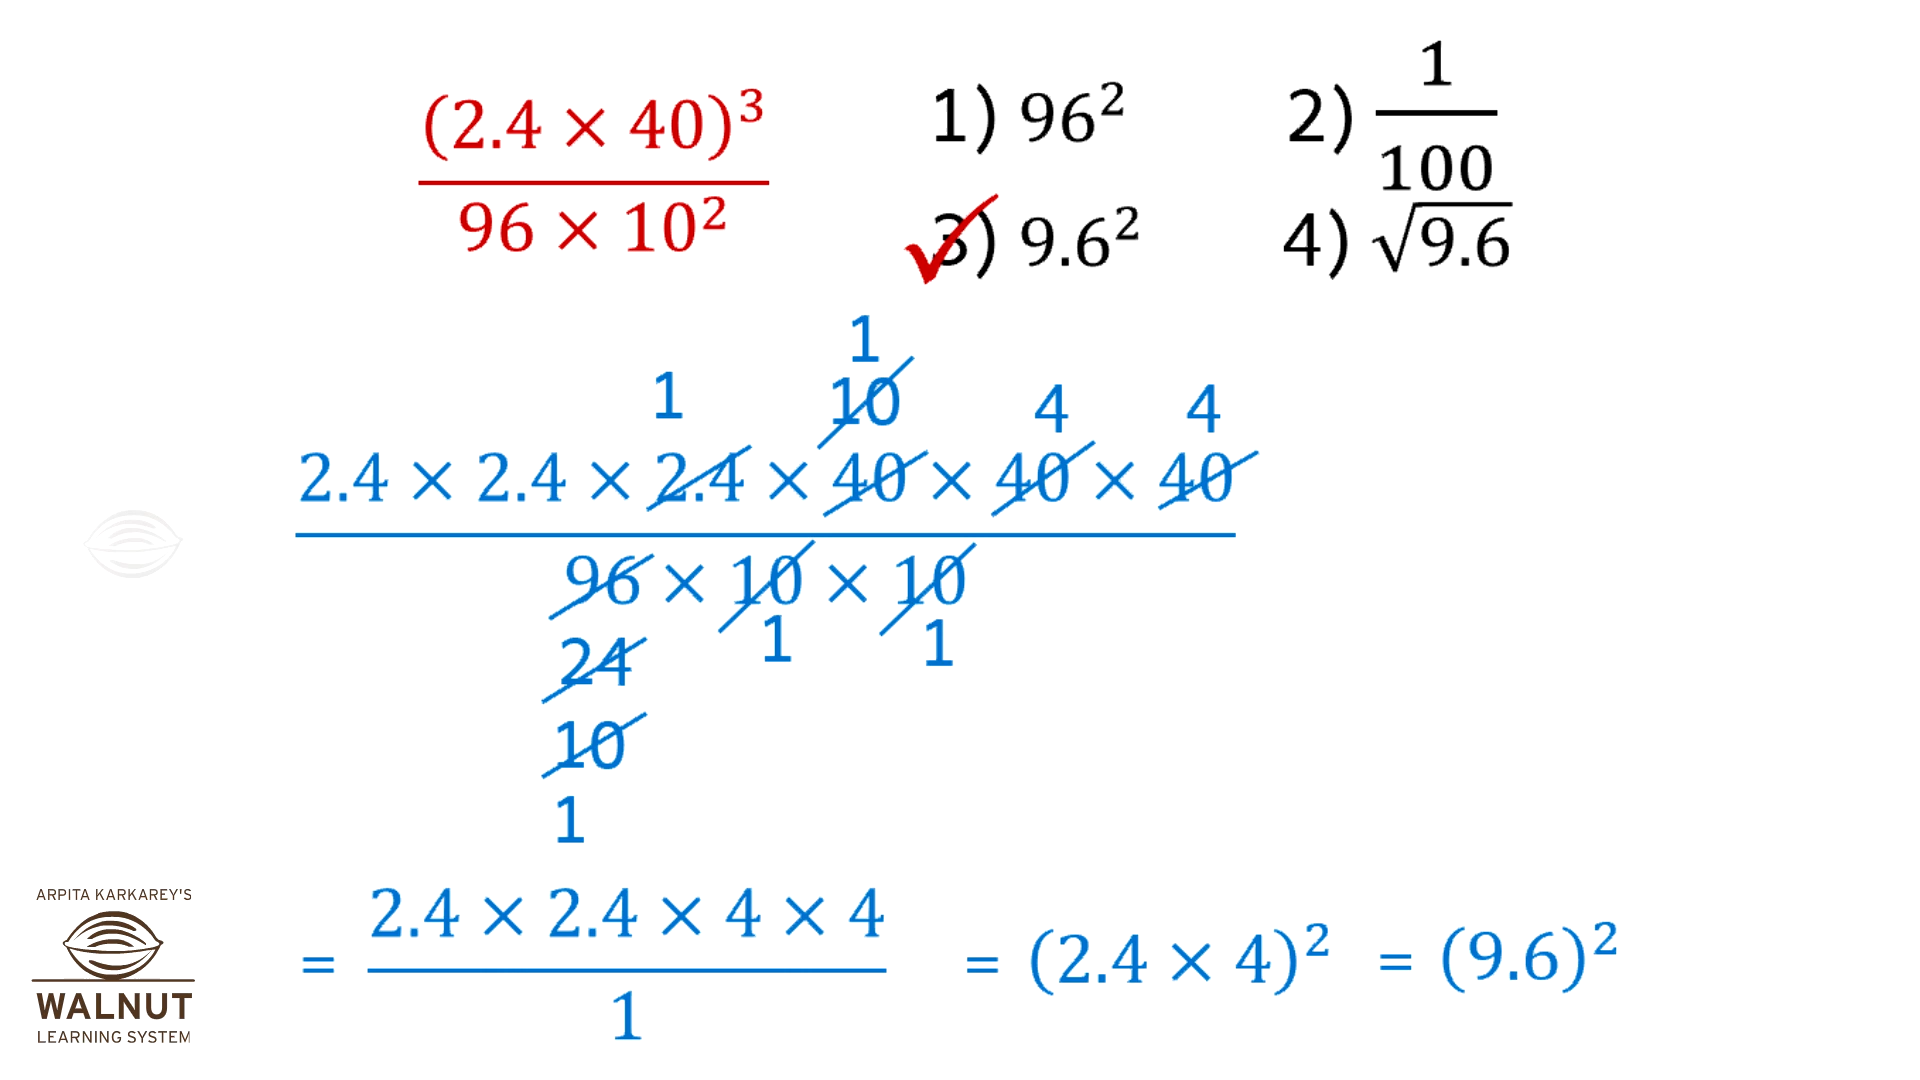 (2.4 × 40)³ / 96 × 10²
1) 96² 2) 1/100
3) 9.6² 4) √9.6
1
1 10 4 4
2.4 × 2.4 × 2.4 × 40 × 40 × 40
96 × 10 × 10
24 1 1
10
1
= 2.4 × 2.4 × 4 × 4 / 1 = (2.4 × 4)² = (9.6)²
ARPITA KARKAREY'S
WALNUT
LEARNING SYSTEM